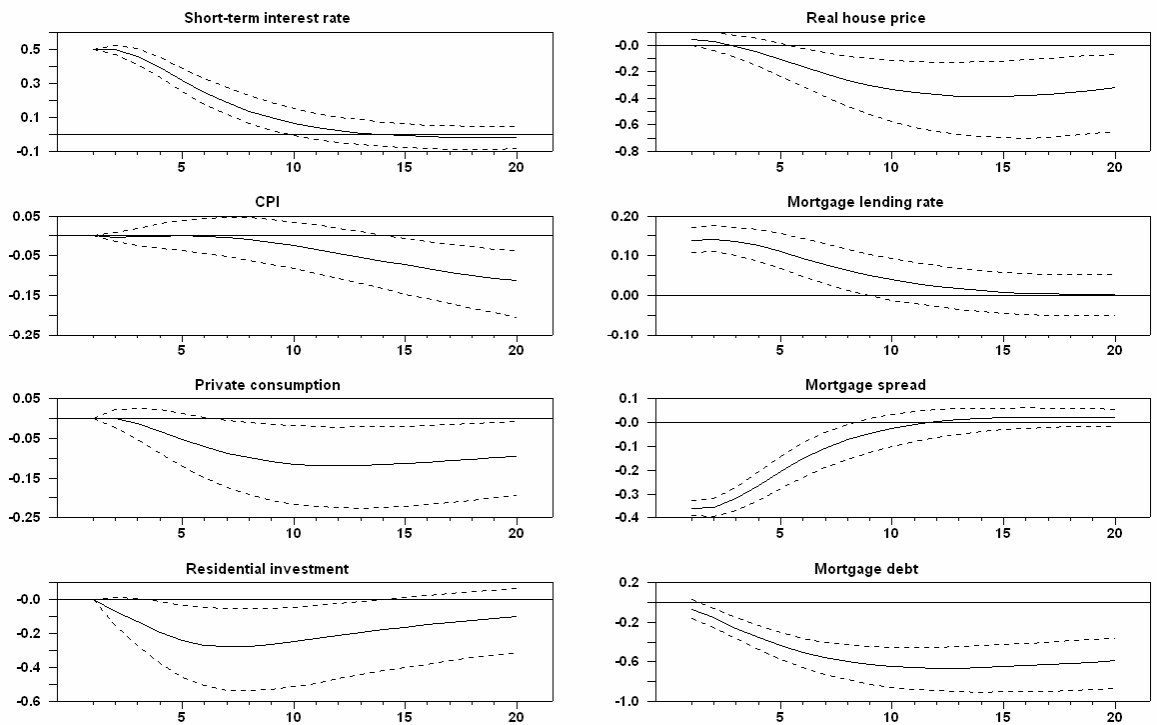 Short-term interest rate
0.5
0.3
0.1
-0.1
5 10 15 20
Real house price
-0.0
-0.2
-0.4
-0.6
-0.8
5 10 15 20
CPI
0.05
-0.05
-0.15
-0.25
5 10 15 20
Mortgage lending rate
0.20
0.10
0.00
-0.10
5 10 15 20
Private consumption
0.05
-0.05
-0.15
-0.25
5 10 15 20
Mortgage spread
0.1
-0.0
-0.1
-0.2
-0.3
-0.4
5 10 15 20
Residential investment
-0.0
-0.2
-0.4
-0.6
5 10 15 20
Mortgage debt
0.2
-0.2
-0.6
-1.0
5 10 15 20